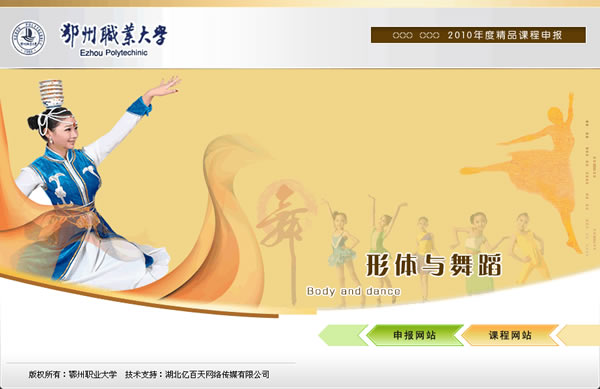 鄂州職業大學
Ezhou Polytechinic
○○○ ○○○ 2010年度精品课程申报
舞
形体与舞蹈
Body and dance
申报网站
课程网站
版权所有：鄂州职业大学 技术支持：湖北亿百天网络传媒有限公司